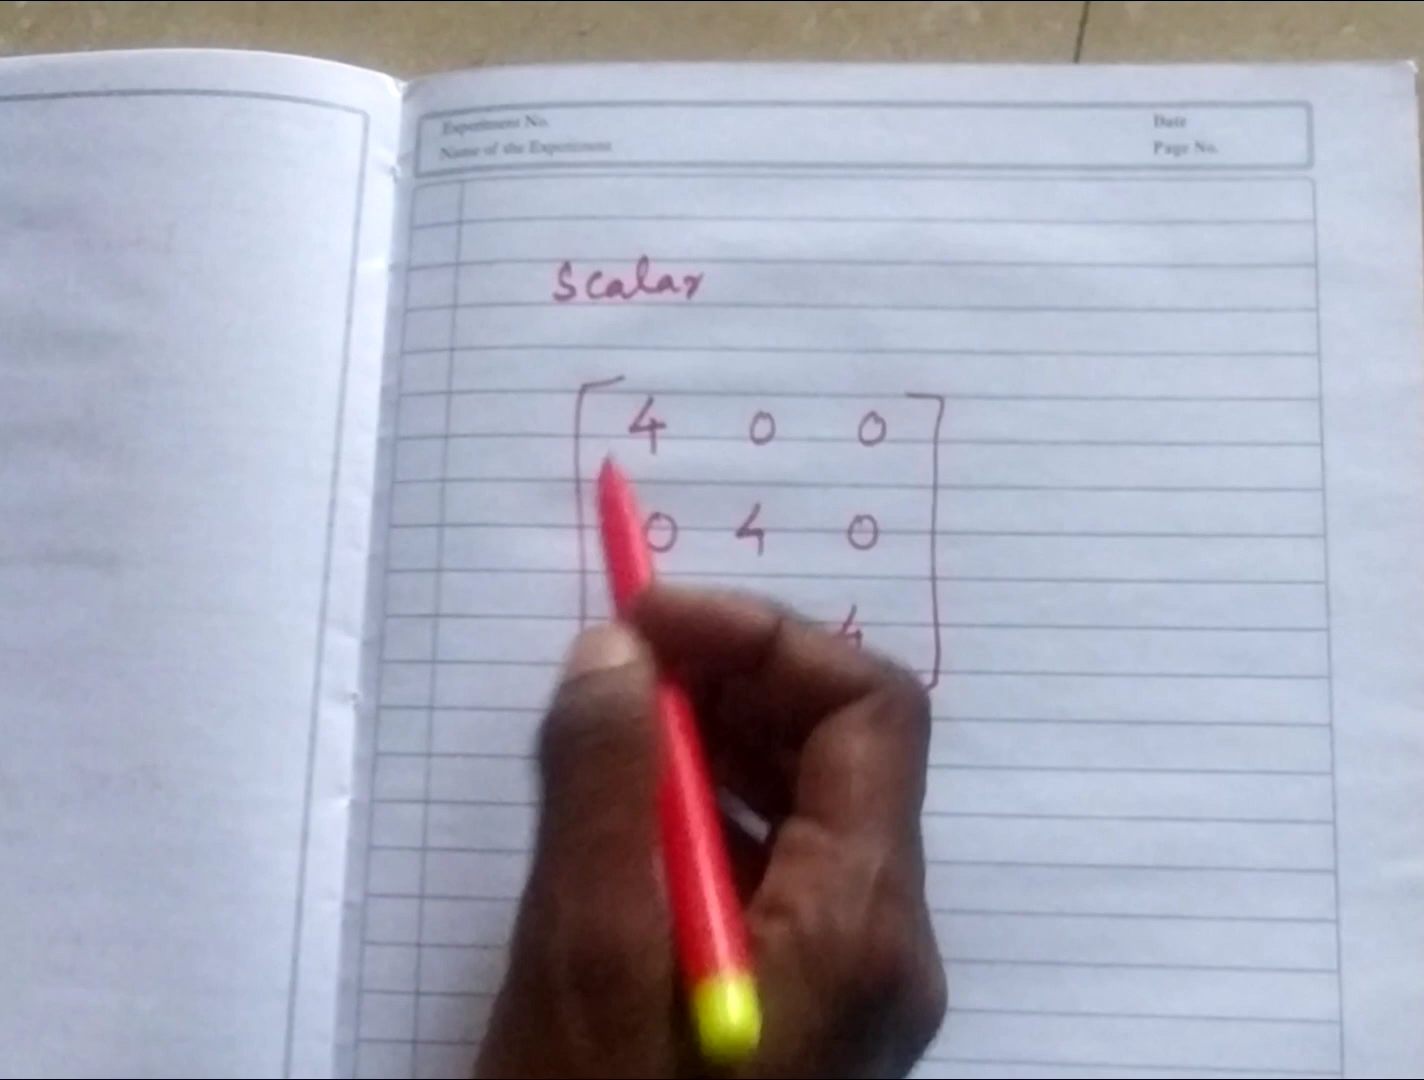 Experiment No.
Name of the Experiment
Date
Page No.
Scalar
4 0 0
0 4 0
4